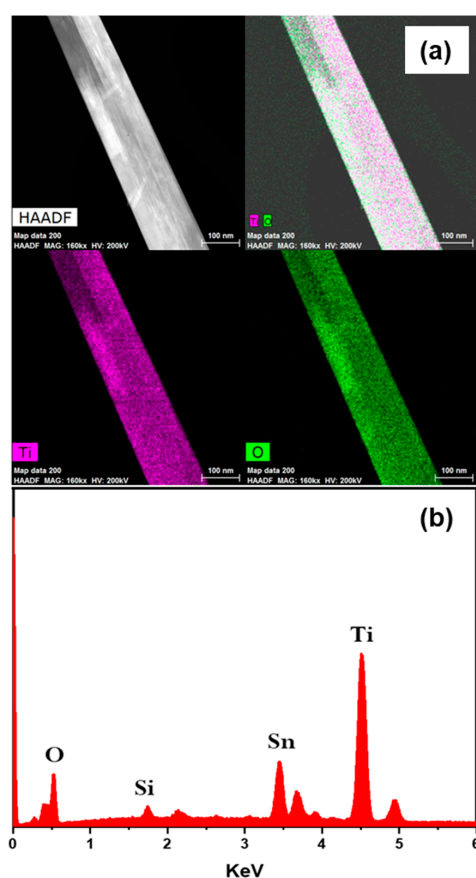 (a)
HAADF
Map data 200
HAADF MAG: 160kx HV: 200kV
100 nm
Ti O
Map data 200
HAADF MAG: 160kx HV: 200kV
100 nm
Ti
Map data 200
HAADF MAG: 160kx HV: 200kV
100 nm
O
Map data 200
HAADF MAG: 160kx HV: 200kV
100 nm
(b)
Ti
Sn
O
Si
0 1 2 3 4 5 6
KeV